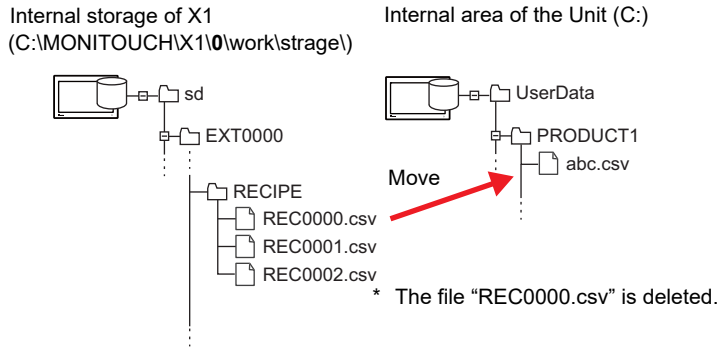 Internal storage of X1
(C:\MONITOUCH\X1\0\work\strage\)
Internal area of the Unit (C:)
sd
EXT0000
RECIPE
REC0000.csv
REC0001.csv
REC0002.csv
UserData
PRODUCT1
abc.csv
Move
* The file “REC0000.csv” is deleted.